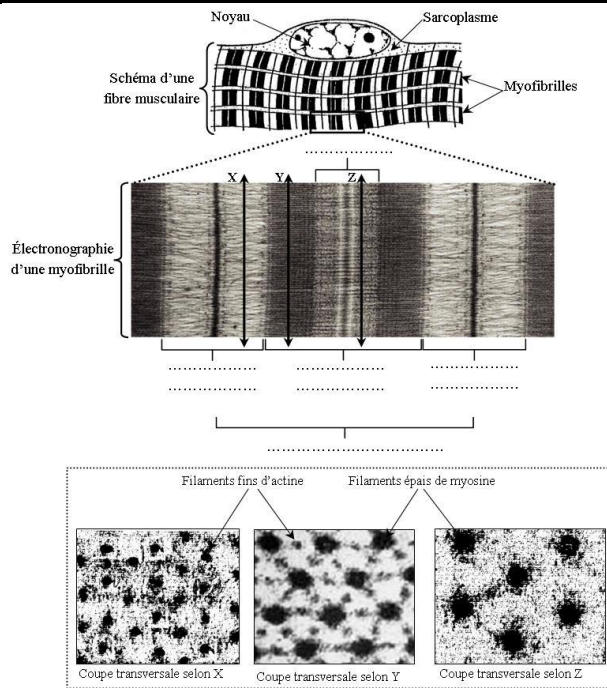 Noyau
Sarcoplasme
Schéma d'une
fibre musculaire
Myofibrilles
....................
X Y Z
Électronographie
d'une myofibrille
.................... .................... ....................
.................... .................... ....................
........................................
Filaments fins d'actine Filaments épais de myosine
Coupe transversale selon X Coupe transversale selon Y Coupe transversale selon Z